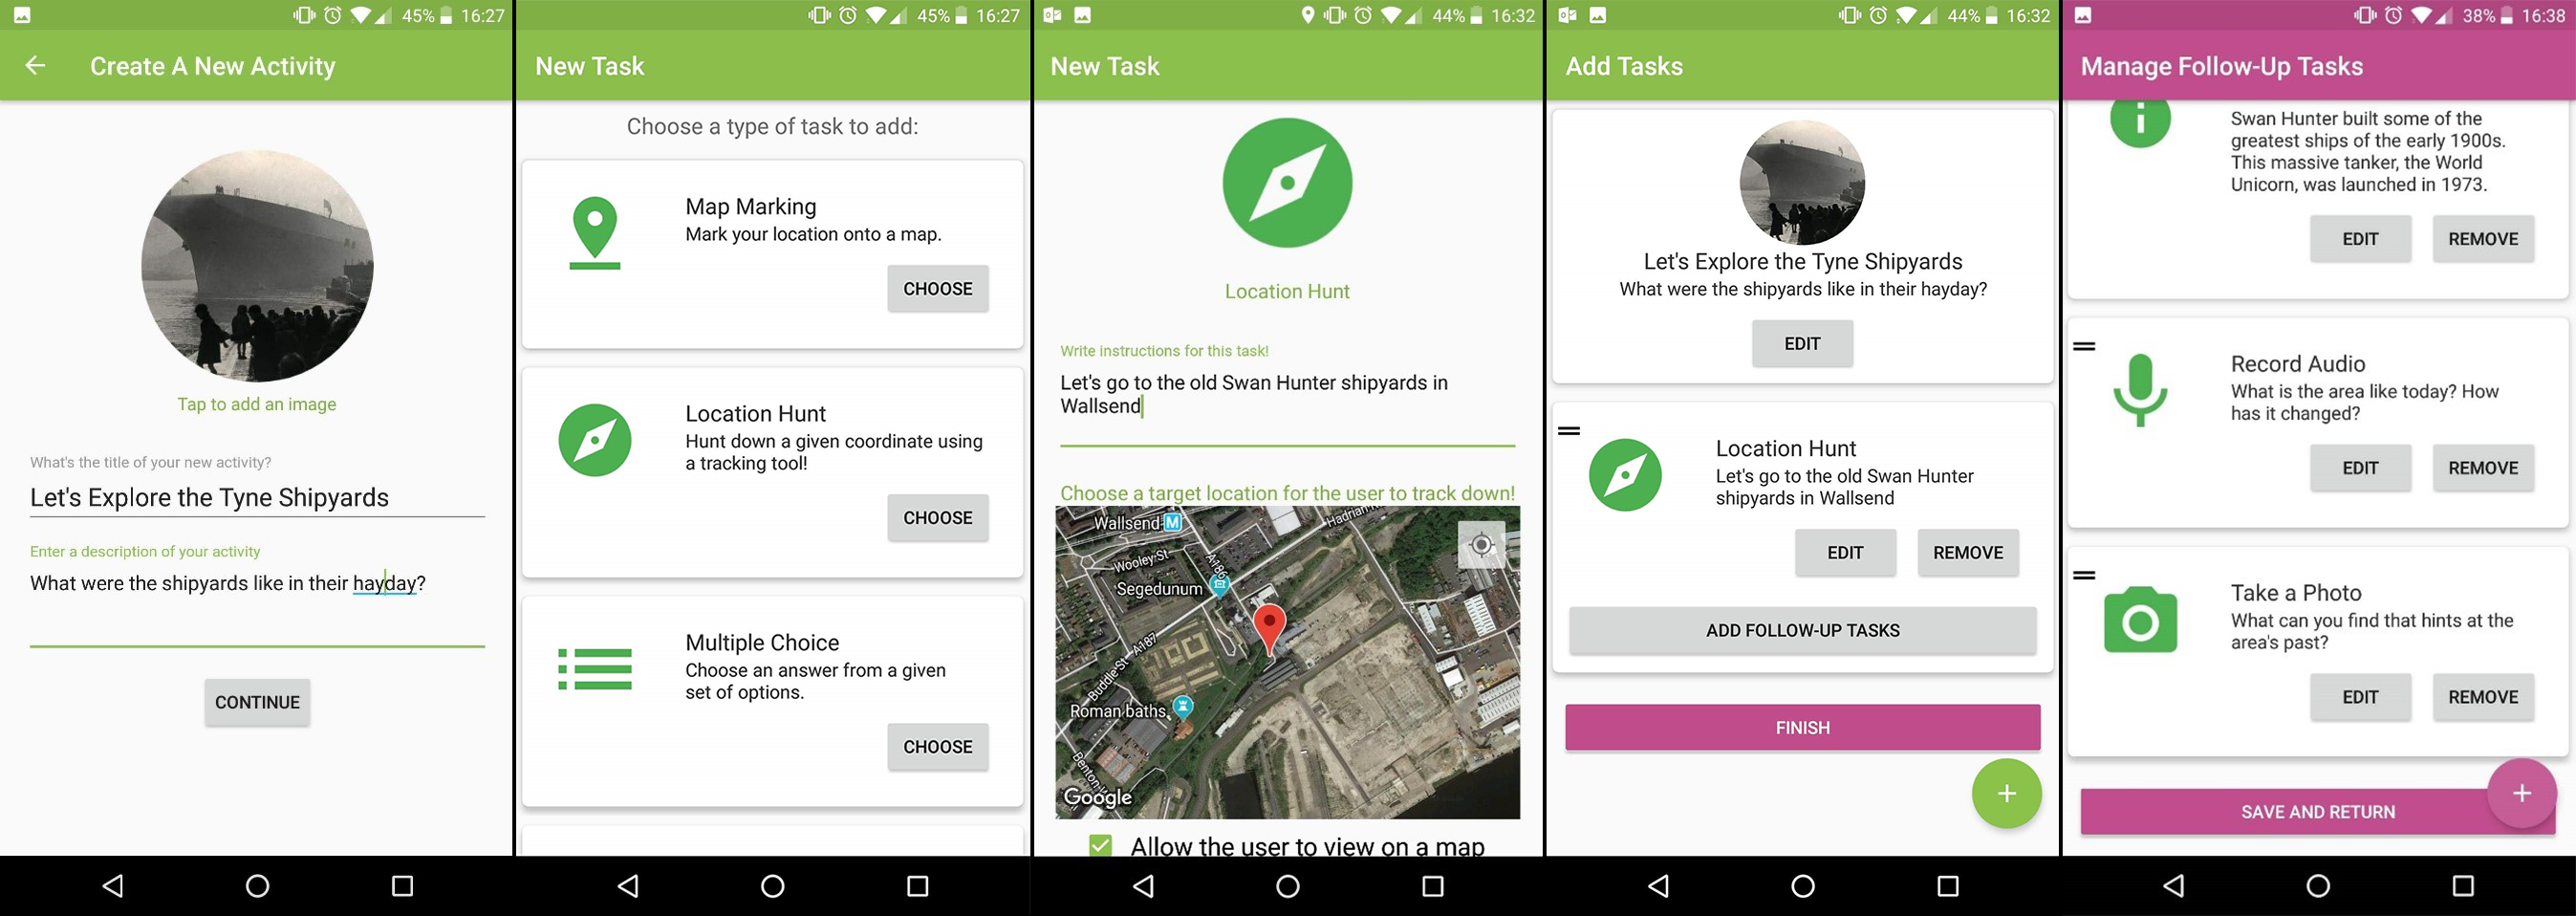 45% 16:27
Create A New Activity
Tap to add an image
What's the title of your new activity?
Let's Explore the Tyne Shipyards
Enter a description of your activity
What were the shipyards like in their hayday?
CONTINUE
45% 16:27
New Task
Choose a type of task to add:
Map Marking
Mark your location onto a map.
CHOOSE
Location Hunt
Hunt down a given coordinate using
a tracking tool!
CHOOSE
Multiple Choice
Choose an answer from a given
set of options.
CHOOSE
44% 16:32
New Task
Location Hunt
Write instructions for this task!
Let's go to the old Swan Hunter shipyards in
Wallsend
Choose a target location for the user to track down!
Wallsend M
Hadrian
Wooley St
A186
Segedunum
A187
Buddle St
Roman baths
Benton
Google
Allow the user to view on a map
44% 16:32
Add Tasks
Let's Explore the Tyne Shipyards
What were the shipyards like in their hayday?
EDIT
Location Hunt
Let's go to the old Swan Hunter
shipyards in Wallsend
EDIT REMOVE
ADD FOLLOW-UP TASKS
FINISH
38% 16:38
Manage Follow-Up Tasks
Swan Hunter built some of the
greatest ships of the early 1900s.
This massive tanker, the World
Unicorn, was launched in 1973.
EDIT REMOVE
Record Audio
What is the area like today? How
has it changed?
EDIT REMOVE
Take a Photo
What can you find that hints at the
area's past?
EDIT REMOVE
SAVE AND RETURN